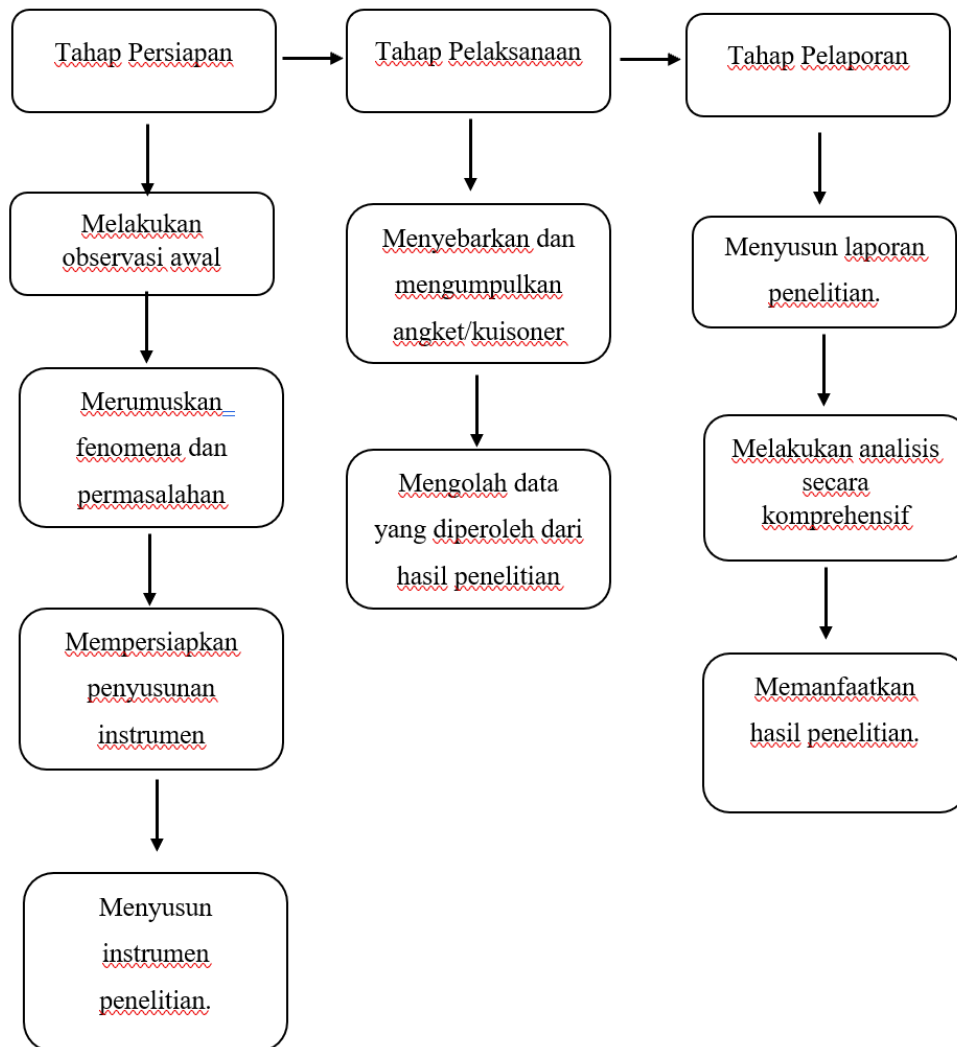 Tahap Persiapan
Tahap Pelaksanaan
Tahap Pelaporan
Melakukan
observasi awal
Merumuskan
fenomena dan
permasalahan
Mempersiapkan
penyusunan
instrumen
Menyusun
instrumen
penelitian.
Menyebarkan dan
mengumpulkan
angket/kuisoner
Mengolah data
yang diperoleh dari
hasil penelitian
Menyusun laporan
penelitian.
Melakukan analisis
secara
komprehensif
Memanfaatkan
hasil penelitian.